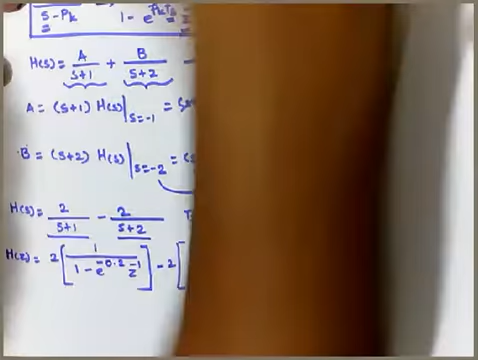 s-Pk 1-e^PkTs
H(s) = A/(s+1) + B/(s+2)
A = (s+1) H(s)|s=-1 =
B = (s+2) H(s)|s=-2 =
H(s) = 2/(s+1) - 2/(s+2)
H(z) = 2[1/(1-e^-0.2 z^-1)] - 2[